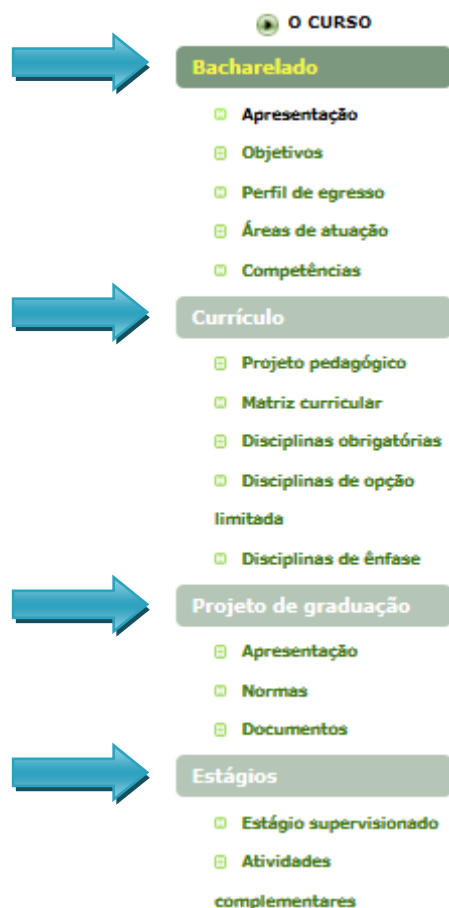 O CURSO
Bacharelado
Apresentação
Objetivos
Perfil de egresso
Áreas de atuação
Competências
Currículo
Projeto pedagógico
Matriz curricular
Disciplinas obrigatórias
Disciplinas de opção
limitada
Disciplinas de ênfase
Projeto de graduação
Apresentação
Normas
Documentos
Estágios
Estágio supervisionado
Atividades
complementares